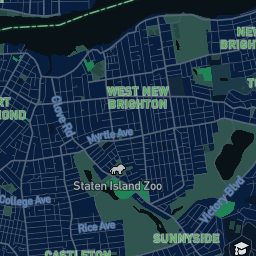 NEW
BRIGHTON
WEST NEW
BRIGHTON
RT
MOND
Clove Rd
Myrtle Ave
Staten Island Zoo
College Ave
Victory Blvd
Rice Ave
SUNNYSIDE
CASTLETON